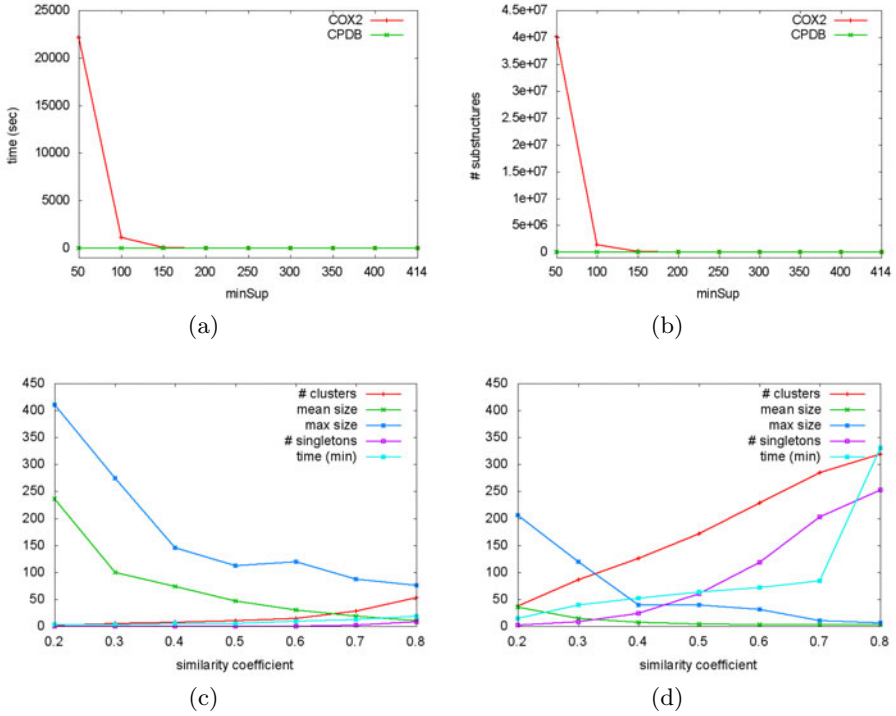 25000
20000
15000
10000
5000
0
time (sec)
COX2
CPDB
50 100 150 200 250 300 350 400 414
minSup
(a)
4.5e+07
4e+07
3.5e+07
3e+07
2.5e+07
2e+07
1.5e+07
1e+07
5e+06
0
# substructures
COX2
CPDB
50 100 150 200 250 300 350 400 414
minSup
(b)
450
400
350
300
250
200
150
100
50
0
# clusters
mean size
max size
# singletons
time (min)
0.2 0.3 0.4 0.5 0.6 0.7 0.8
similarity coefficient
(c)
450
400
350
300
250
200
150
100
50
0
# clusters
mean size
max size
# singletons
time (min)
0.2 0.3 0.4 0.5 0.6 0.7 0.8
similarity coefficient
(d)